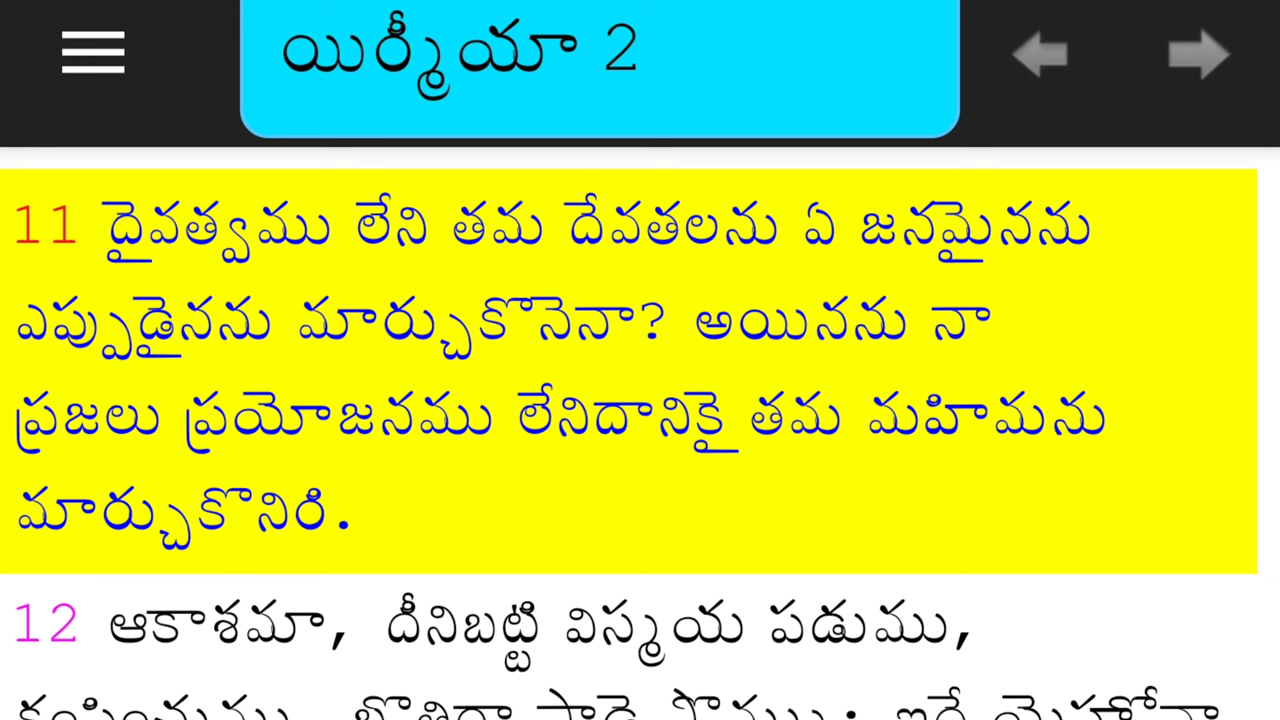 యిర్మీయా 2
11 దైవత్వము లేని తమ దేవతలను ఏ జనమైనను
ఎప్పుడైనను మార్చుకొనెనా? అయినను నా
ప్రజలు ప్రయోజనము లేనిదానికై తమ మహిమను
మార్చుకొనిరి.
12 ఆకాశమా, దీనిబట్టి విస్మయ పడుము,